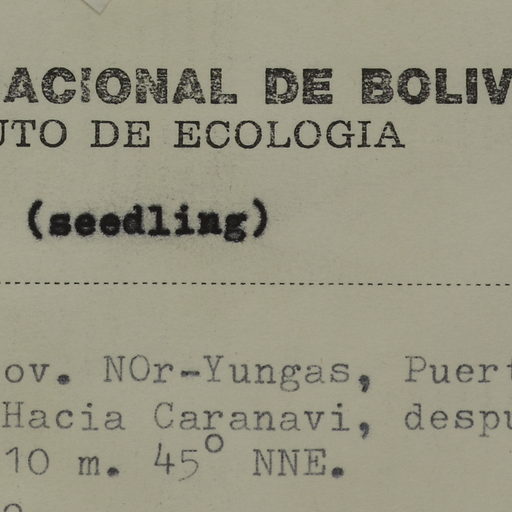 ACIONAL DE BOLIV
UTO DE ECOLOGIA
(seedling)
ov. NOr-Yungas, Puert
Hacia Caranavi, despu
10 m. 45° NNE.